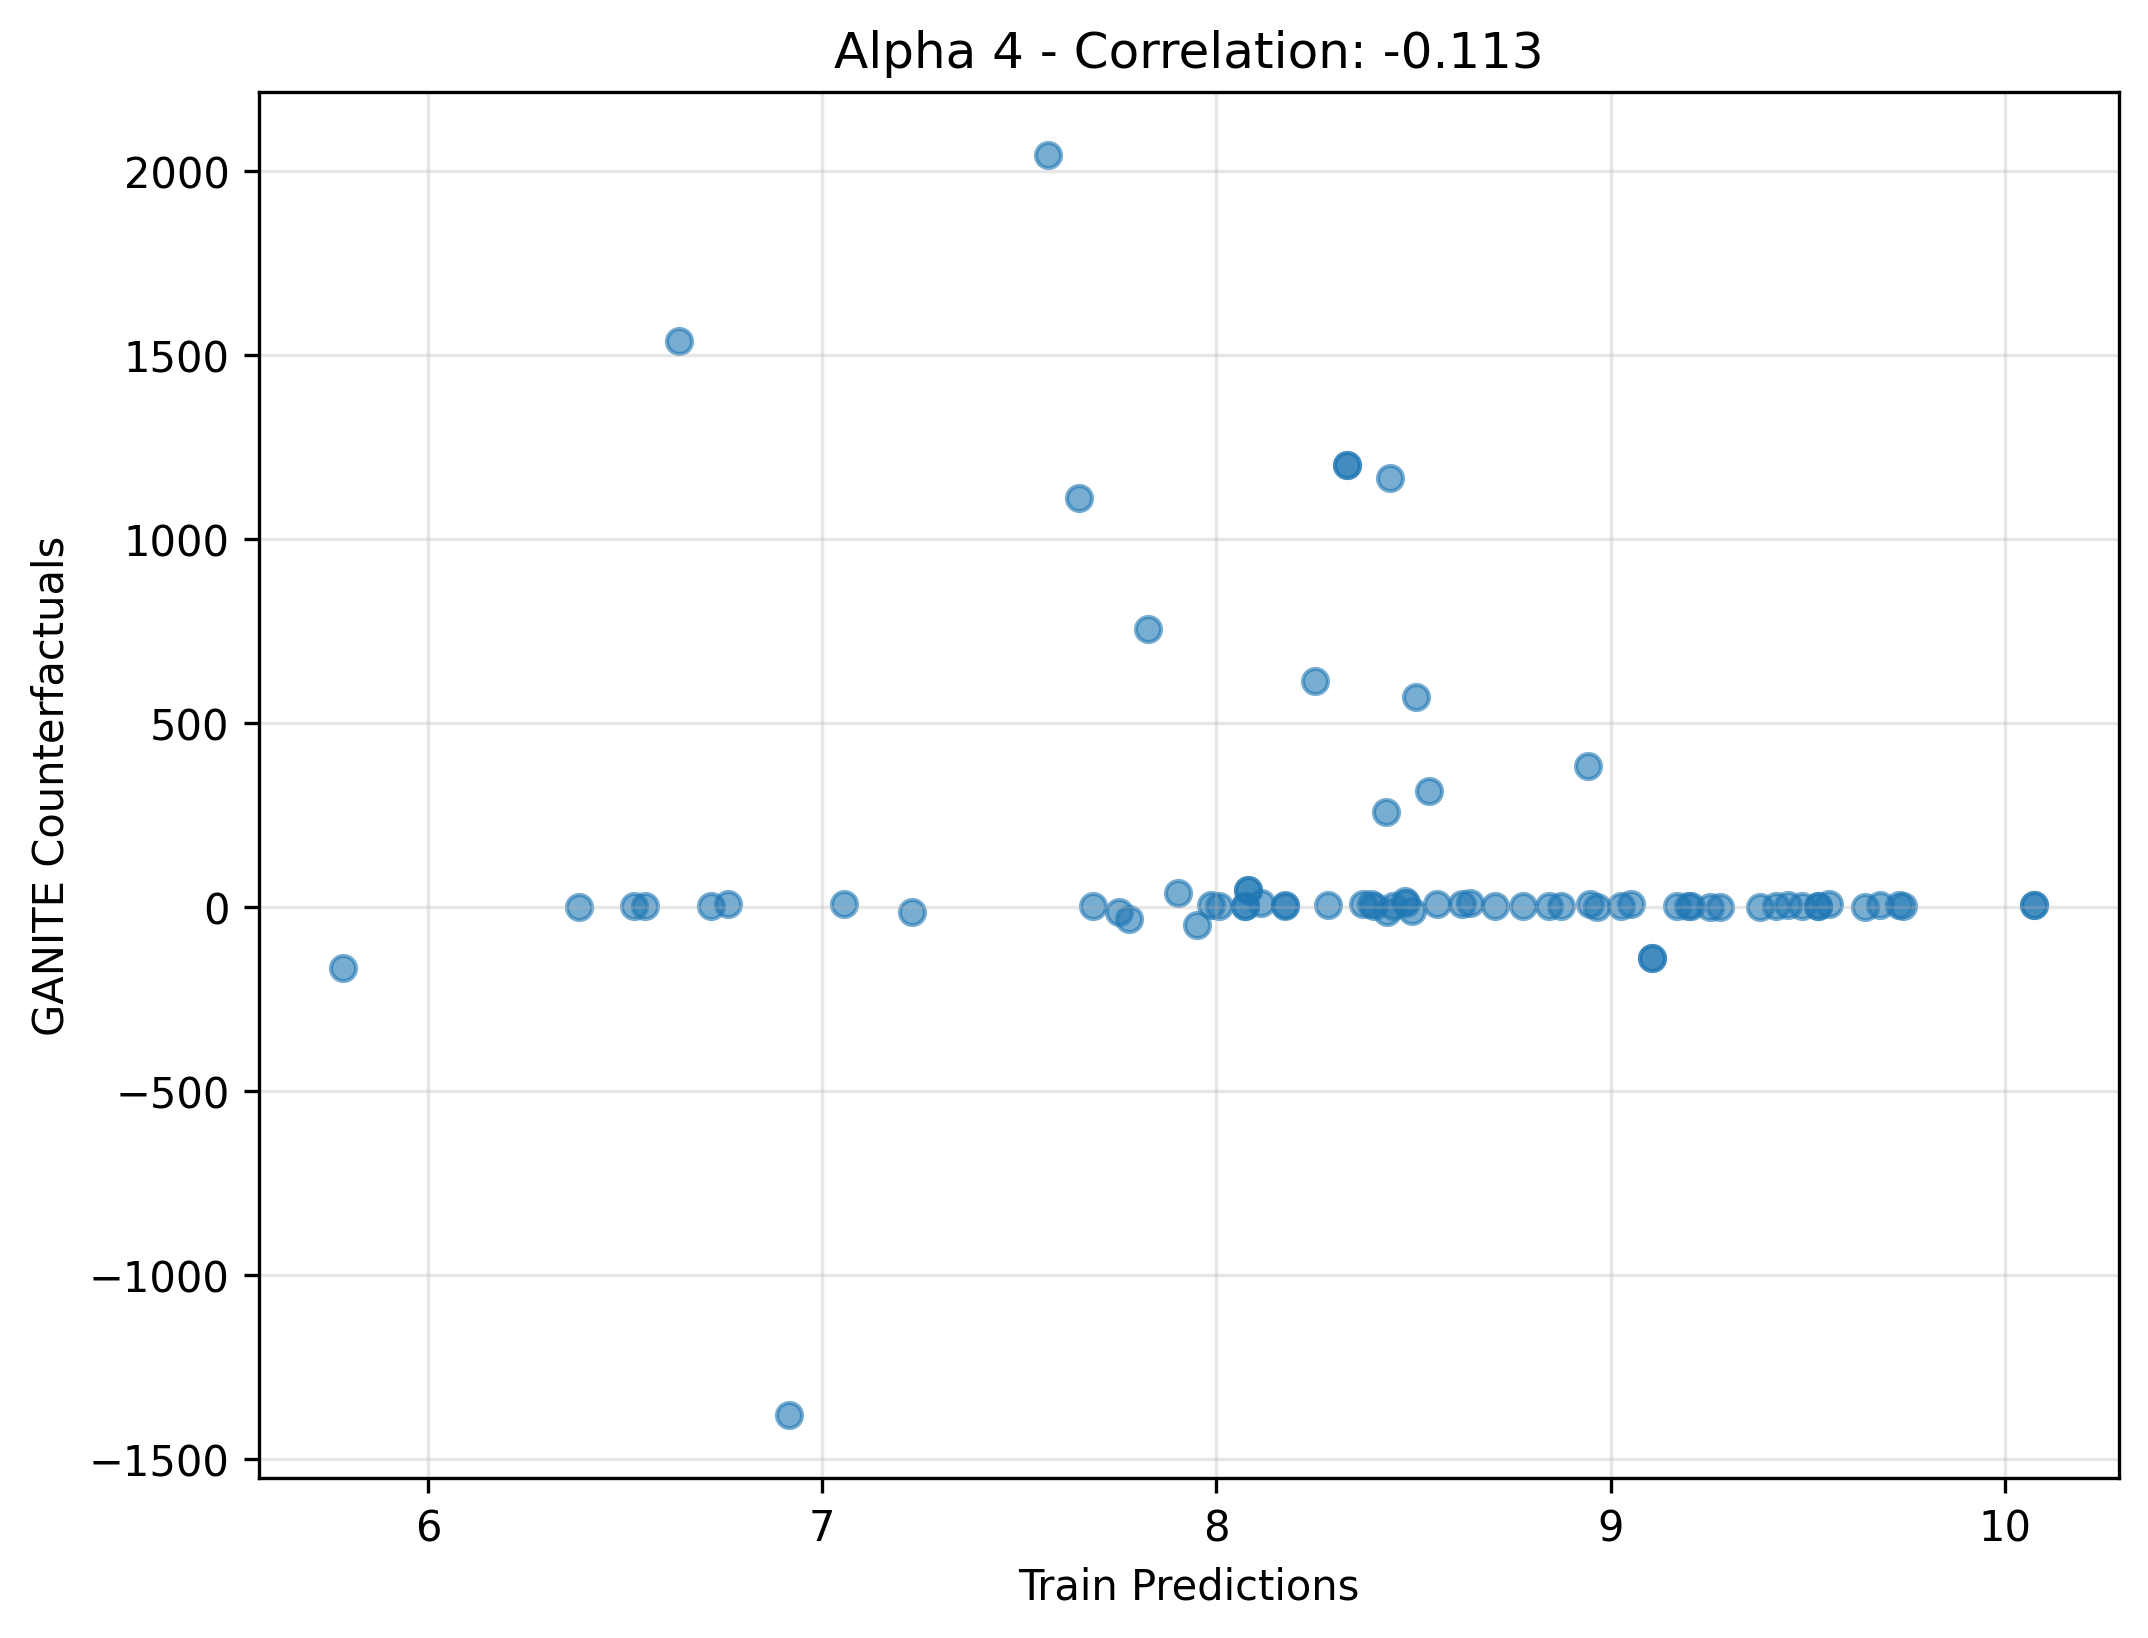 Alpha 4 - Correlation: -0.113
GANITE Counterfactuals
2000
1500
1000
500
0
−500
−1000
−1500
6 7 8 9 10
Train Predictions